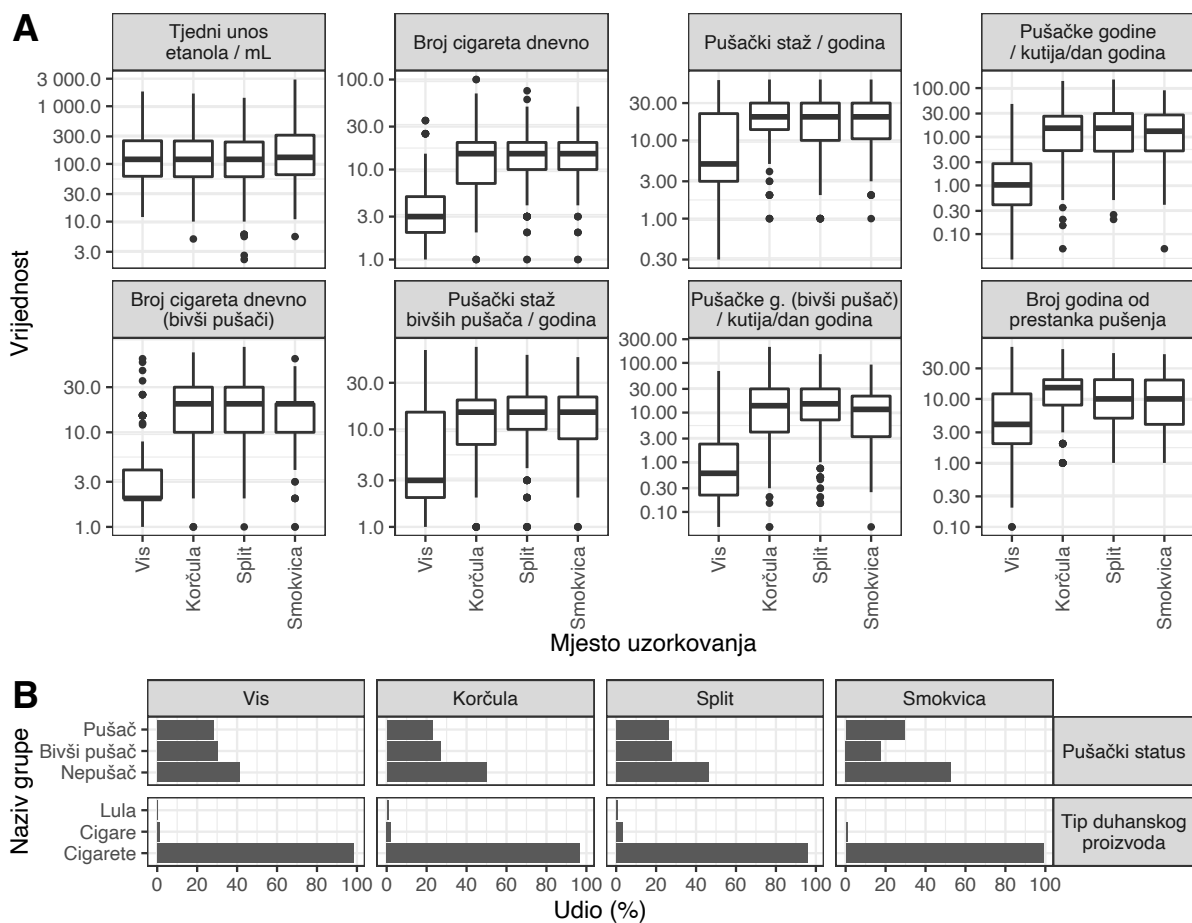 A
Tjedni unos
etanola / mL
Broj cigareta dnevno
Pušački staž / godina
Pušačke godine
/ kutija/dan godina
3 000.0
1 000.0
300.0
100.0
30.0
10.0
3.0
100.0
30.0
10.0
3.0
1.0
30.00
10.00
3.00
1.00
0.30
100.00
30.00
10.00
3.00
1.00
0.30
0.10
Vrijednost
Broj cigareta dnevno
(bivši pušači)
Pušački staž
bivših pušača / godina
Pušačke g. (bivši pušač)
/ kutija/dan godina
Broj godina od
prestanka pušenja
30.0
10.0
3.0
1.0
30.0
10.0
3.0
1.0
300.00
100.00
30.00
10.00
3.00
1.00
0.30
0.10
30.00
10.00
3.00
1.00
0.30
0.10
Vis
Korčula
Split
Smokvica
Vis
Korčula
Split
Smokvica
Vis
Korčula
Split
Smokvica
Vis
Korčula
Split
Smokvica
Mjesto uzorkovanja
B
Vis
Korčula
Split
Smokvica
Naziv grupe
Pušač
Bivši pušač
Nepušač
Pušački status
Lula
Cigare
Cigarete
Tip duhanskog
proizvoda
0 20 40 60 80 100
0 20 40 60 80 100
0 20 40 60 80 100
0 20 40 60 80 100
Udio (%)